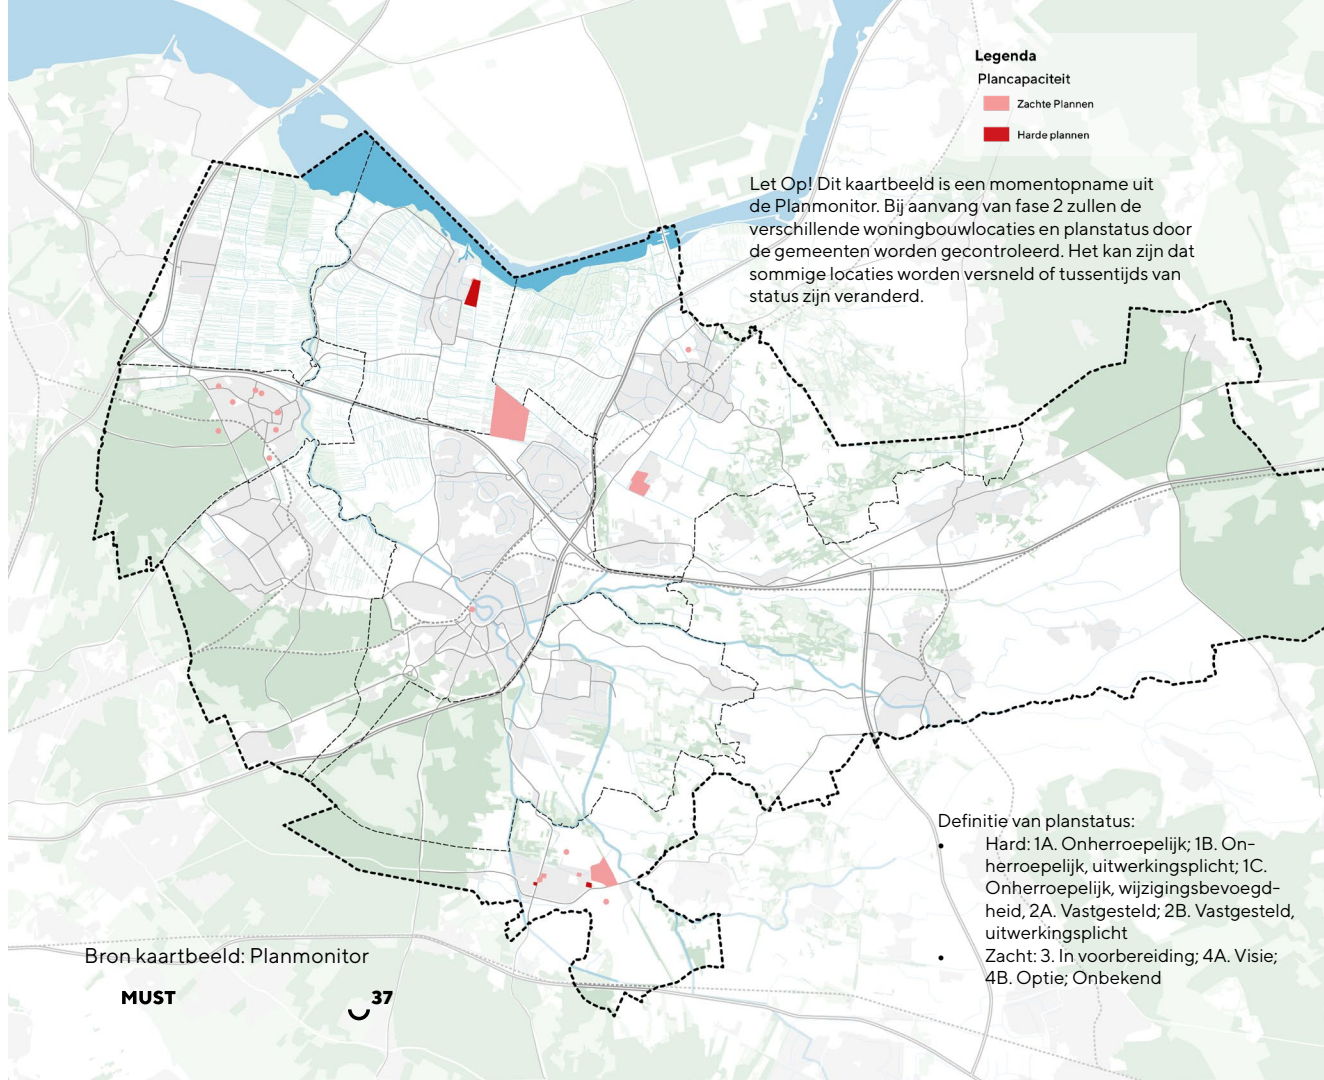 Legenda
Plancapaciteit
Zachte Plannen
Harde plannen
Let Op! Dit kaartbeeld is een momentopname uit
de Planmonitor. Bij aanvang van fase 2 zullen de
verschillende woningbouwlocaties en planstatus door
de gemeenten worden gecontroleerd. Het kan zijn dat
sommige locaties worden versneld of tussentijds van
status zijn veranderd.
Definitie van planstatus:
• Hard: 1A. Onherroepelijk; 1B. On-
herroepelijk, uitwerkingsplicht; 1C.
Onherroepelijk, wijzigingsbevoegd-
heid, 2A. Vastgesteld; 2B. Vastgesteld,
uitwerkingsplicht
• Zacht: 3. In voorbereiding; 4A. Visie;
4B. Optie; Onbekend
Bron kaartbeeld: Planmonitor
MUST 37